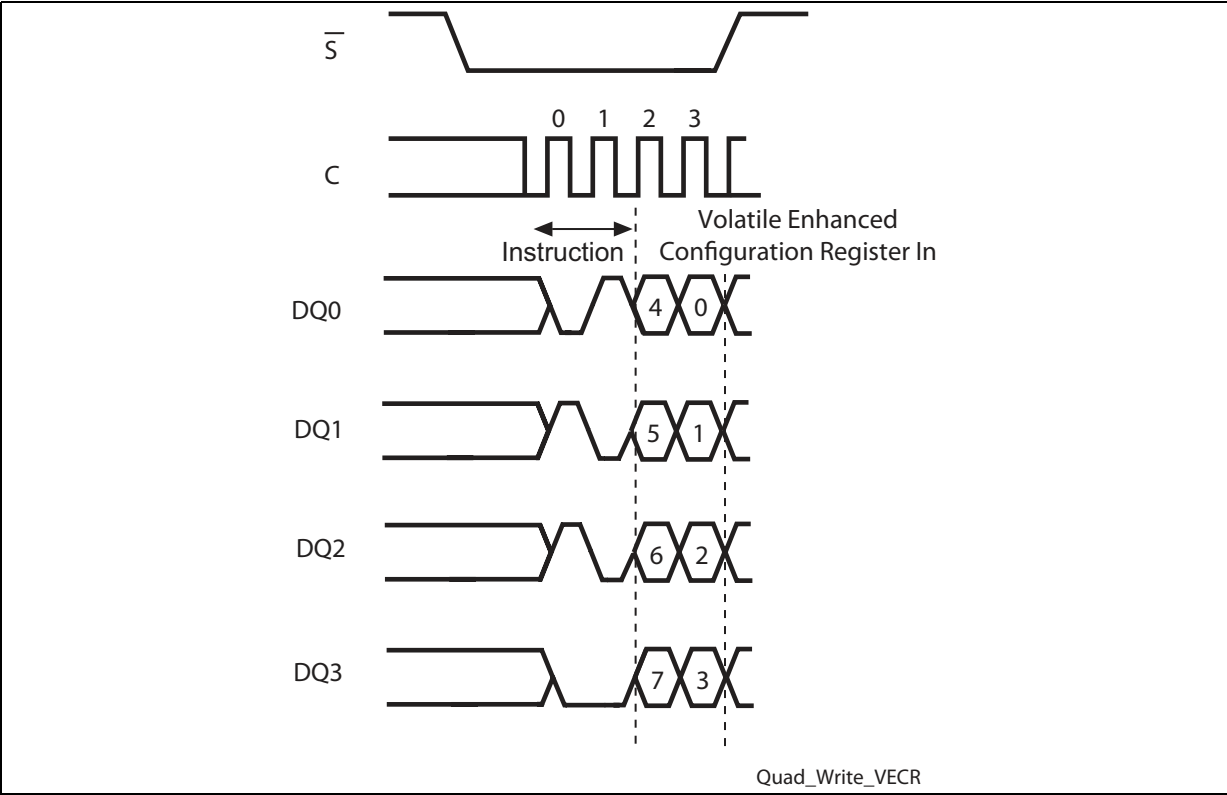 S
0 1 2 3
C
Volatile Enhanced
Instruction Configuration Register In
DQ0 4 0
DQ1 5 1
DQ2 6 2
DQ3 7 3
Quad_Write_VECR